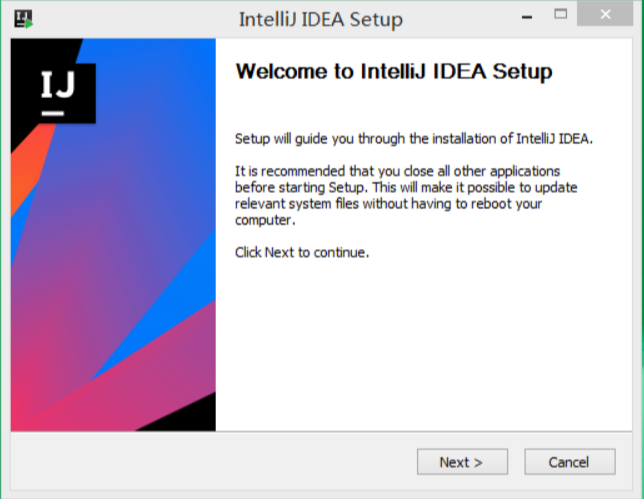 IntelliJ IDEA Setup
IJ
Welcome to IntelliJ IDEA Setup
Setup will guide you through the installation of IntelliJ IDEA.
It is recommended that you close all other applications
before starting Setup. This will make it possible to update
relevant system files without having to reboot your
computer.
Click Next to continue.
Next >
Cancel